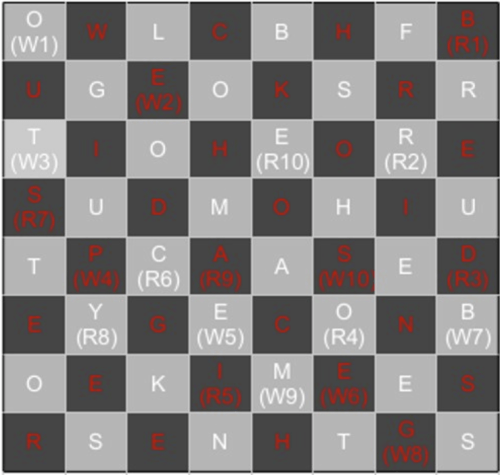 O W L C B H F B
(W1) (R1)
U G E O K S R R
(W2)
T I O H E O R E
(W3) (R10) (R2)
S U D M O H I U
(R7)
T P C A A S E D
(W4) (R6) (R9) (W10) (R3)
E Y G E C O N B
(R8) (W5) (R4) (W7)
O E K I M E E S
(R5) (W9) (W6)
R S E N H T G S
(W8)